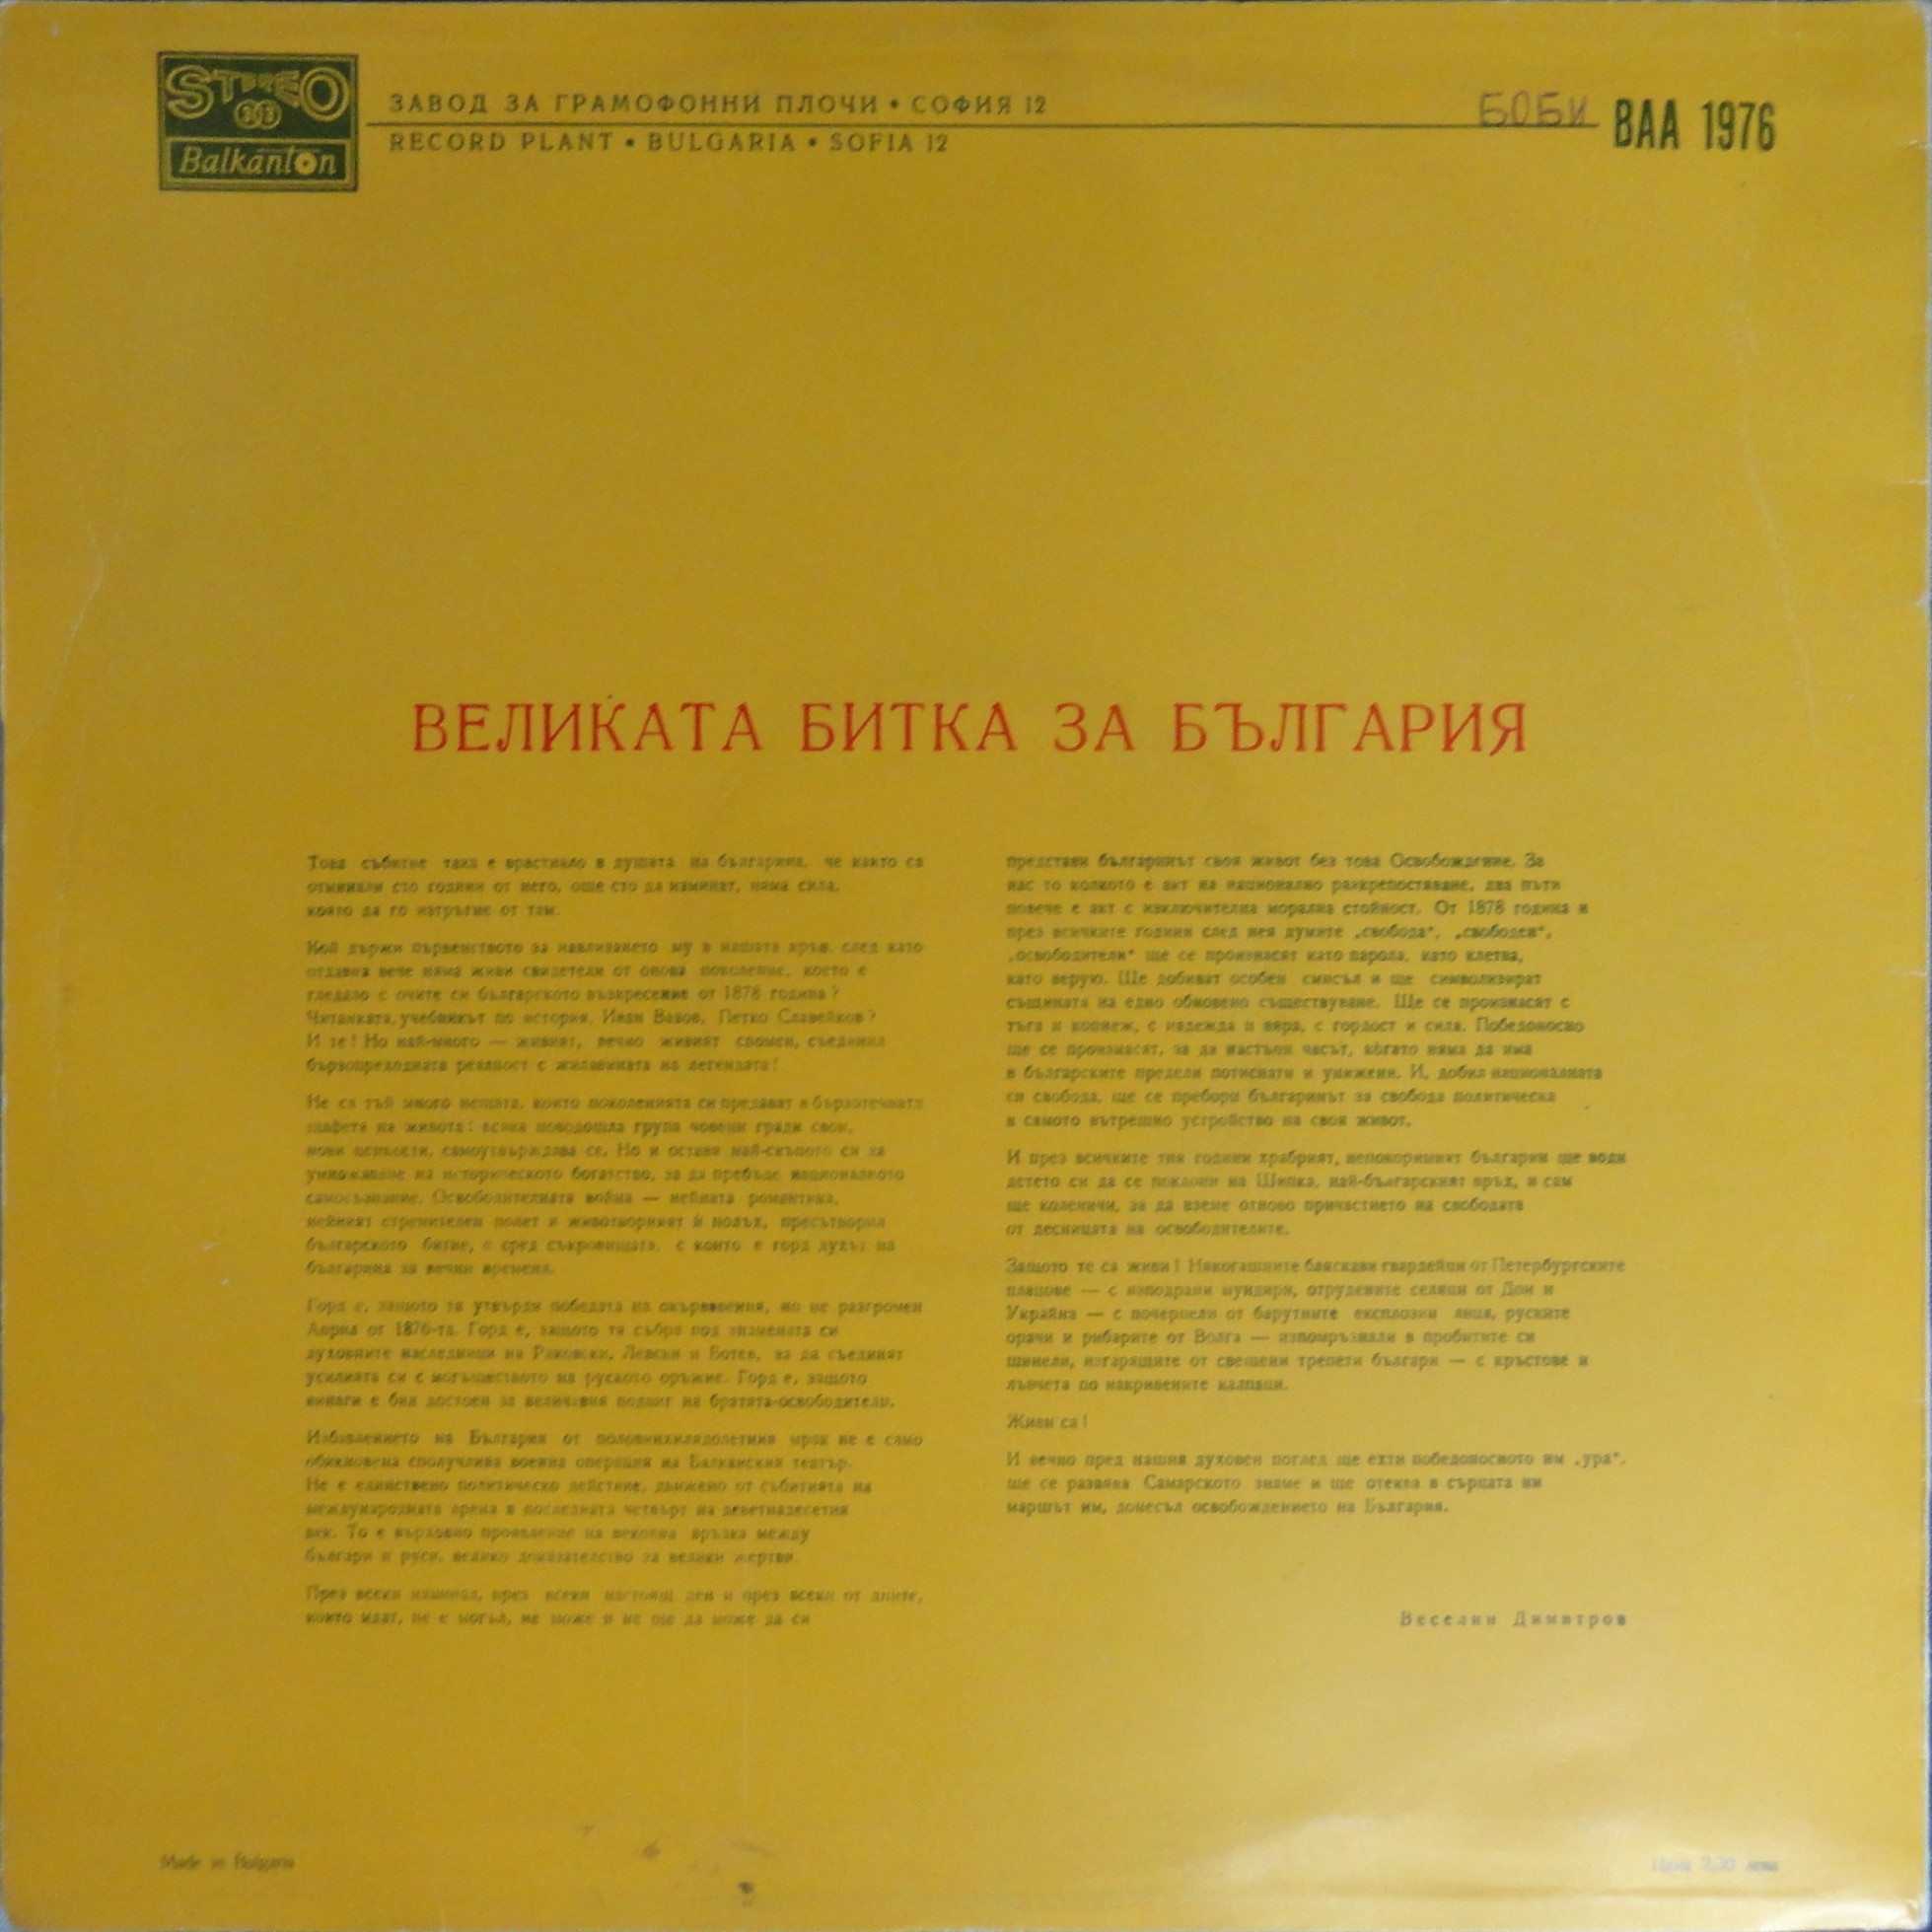 STEREO
33
Balkanton
ЗАВОД ЗА ГРАМОФОННИ ПЛОЧИ • СОФИЯ 12
RECORD PLANT • BULGARIA • SOFIA 12
БОБИ
ВАА 1976
ВЕЛИКАТА БИТКА ЗА БЪЛГАРИЯ
Това събитие така е врастнало в душата на българина, че както са
отминали сто години от него, още сто да изминат, няма сила,
която да го изтръгне от там.
Кой държи първенството за навлизането му в нашата кръв, след като
отдавна вече няма живи свидетели от онова поколение, което е
гледало с очите си българското възкресение от 1878 година?
Читанката, учебникът по история, Иван Вазов, Петко Славейков?
И те! Но най-много — живият, вечно живият спомен, съединил
бързопреходната реалност с жилавината на легендата!
Не са тъй много нещата, които поколенията си предават в бързотечната
щафета на живота: всяка новодошла група човеци гради свои,
нови ценности, самоутвърждава се. Но и оставя най-скъпото си за
умножаване на историческото богатство, за да пребъде националното
самосъзнание. Освободителната война — нейната романтика,
нейният стремителен полет и животворният ѝ полъх, пресътворил
българското битие, е сред съкровищата, с които е горд духът на
българина за вечни времена.
Горд е, защото тя утвърди победата на окървавения, но не разгромен
Април от 1876-та. Горд е, защото тя събра под знамената си
духовните наследници на Раковски, Левски и Ботев, за да съединят
усилията си с могъществото на руското оръжие. Горд е, защото
винаги е бил достоен за величавия подвиг на братята-освободители.
Избавлението на България от половинхилядолетния мрак не е само
обикновена сполучлива военна операция на Балканския театър.
Не е единствено политическо действие, движено от събитията на
международната арена в последната четвърт на деветнадесетия
век. То е върховно проявление на вековна връзка между
българи и руси, велико доказателство за велики жертви.
През всеки изминал, през всеки настоящ ден и през всеки от дните,
които идат, не е могъл, не може и не ще да може да си
представи българинът своя живот без това Освобождение. За
нас то колкото е акт на национално разкрепостяване, два пъти
повече е акт с изключителна морална стойност. От 1878 година и
през всичките години след нея думите „свобода“, „свободен“,
„освободители“ ще се произнасят като парола, като клетва,
като верую. Ще добиват особен смисъл и ще символизират
същината на едно обновено съществуване. Ще се произнасят с
тъга и копнеж, с надежда и вяра, с гордост и сила. Победоносно
ще се произнасят, за да настъпи часът, когато няма да има
в българските предели потиснати и унижени. И, добил националната
си свобода, ще се пребори българинът за свобода политическа
в самото вътрешно устройство на своя живот.
И през всичките тия години храбрият, непокоримият българин ще води
детето си да се поклони на Шипка, най-българският връх, и сам
ще коленичи, за да вземе отново причастието на свободата
от десницата на освободителите.
Защото те са живи! Някогашните бляскави гвардейци от Петербургските
плацове — с изподрани мундири, отрудените селяци от Дон и
Украйна — с почернели от барутните експлозии лица, руските
орачи и рибарите от Волга — изпомръзнали в пробитите си
шинели, изгарящите от свещени трепети българи — с кръстове и
лъвчета по накривените калпаци.
Живи са!
И вечно пред нашия духовен поглед ще ехти победоносното им „ура“,
ще се развява Самарското знаме и ще отеква в сърцата ни
маршът им, донесъл освобождението на България.
Веселин Димитров
Made in Bulgaria
лева